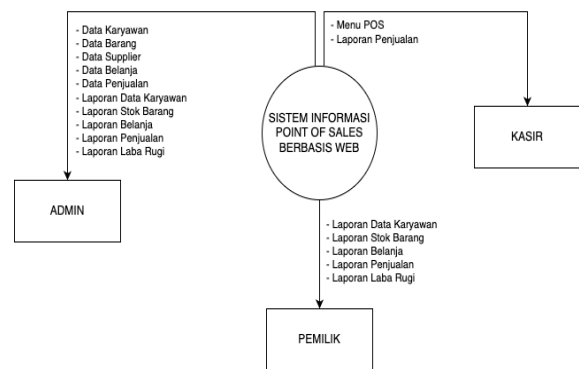 - Data Karyawan
- Data Barang
- Data Supplier
- Data Belanja
- Data Penjualan
- Laporan Data Karyawan
- Laporan Stok Barang
- Laporan Belanja
- Laporan Penjualan
- Laporan Laba Rugi
- Menu POS
- Laporan Penjualan
SISTEM INFORMASI
POINT OF SALES
BERBASIS WEB
KASIR
ADMIN
- Laporan Data Karyawan
- Laporan Stok Barang
- Laporan Belanja
- Laporan Penjualan
- Laporan Laba Rugi
PEMILIK